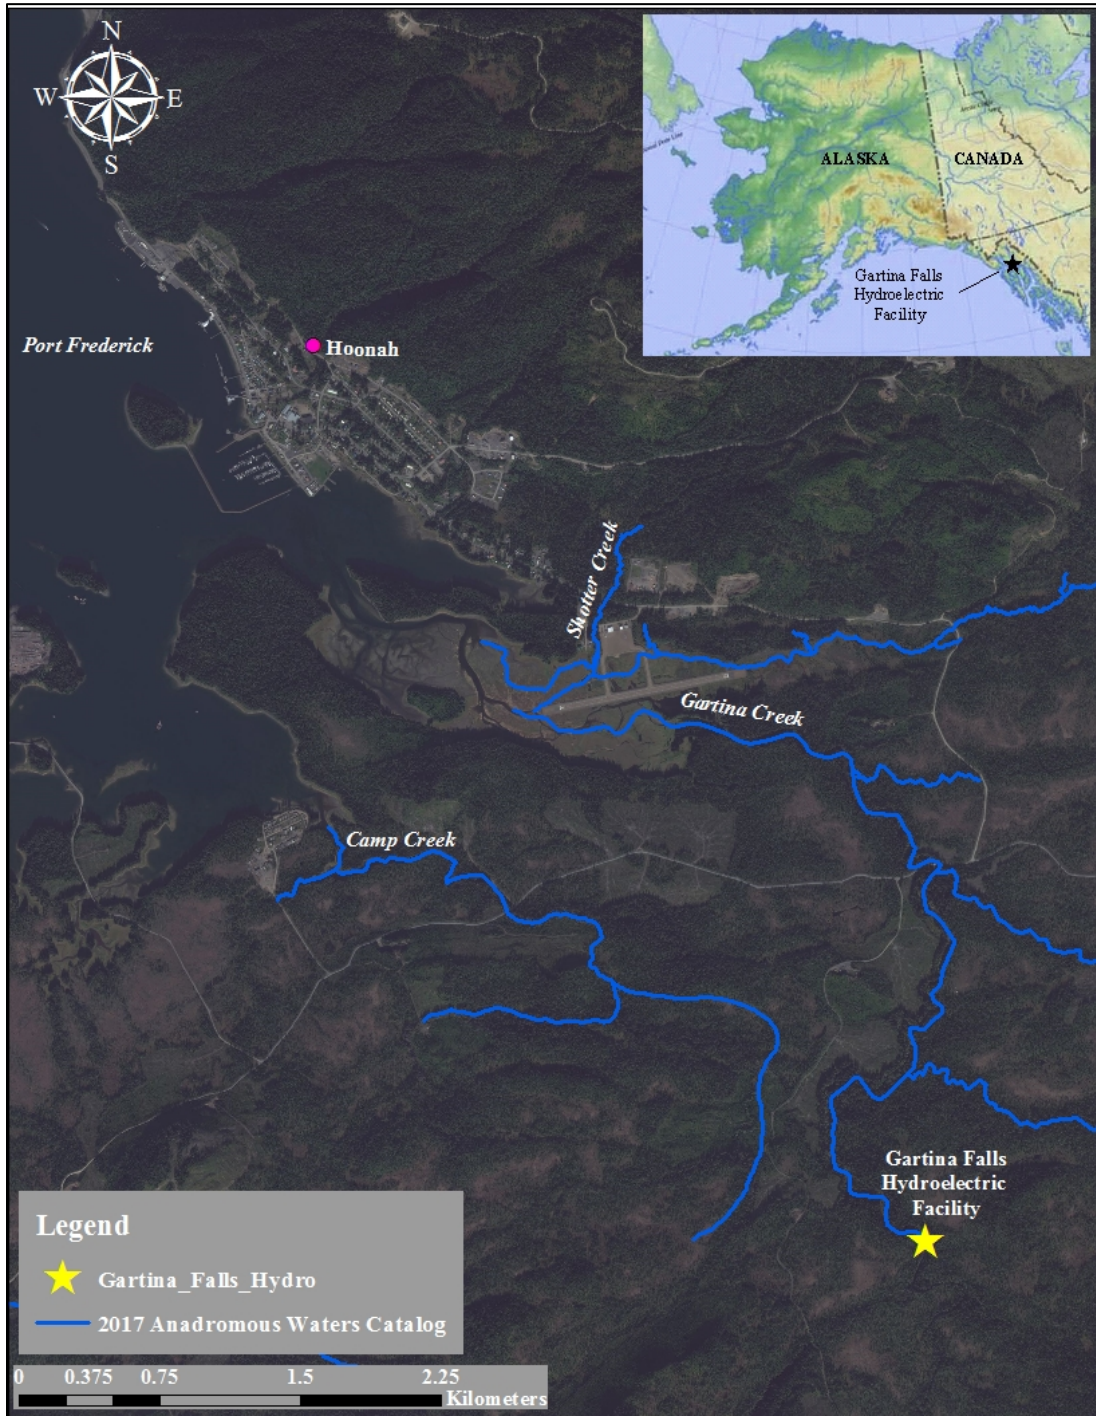 N
W
E
S
ALASKA
CANADA
Gartina Falls
Hydroelectric
Facility
Port Frederick
Hoonah
Shotter Creek
Gartina Creek
Camp Creek
Gartina Falls
Hydroelectric
Facility
Legend
Gartina_Falls_Hydro
2017 Anadromous Waters Catalog
0 0.375 0.75 1.5 2.25
Kilometers